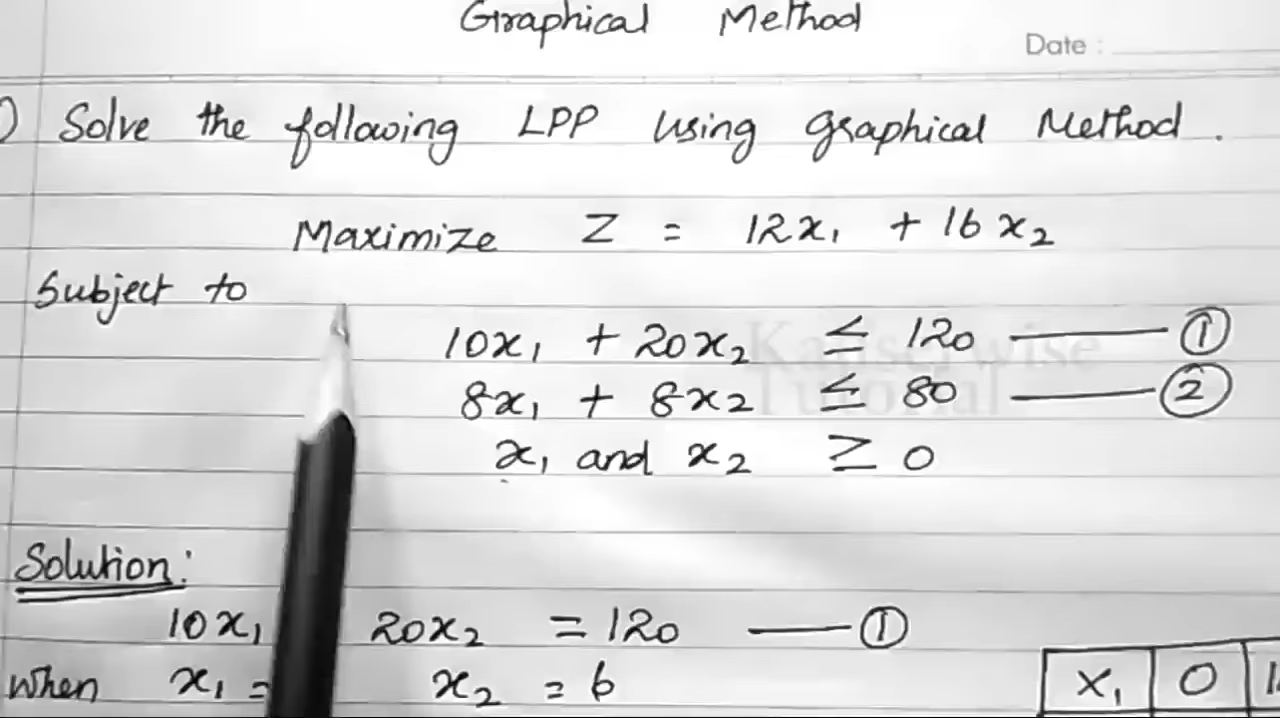 Graphical Method
Date :
) Solve the following LPP using graphical Method.
Maximize Z = 12x₁ + 16x₂
Subject to
10x₁ + 20x₂ ≤ 120 —— ①
8x₁ + 8x₂ ≤ 80 —— ②
x₁ and x₂ ≥ 0
Kauserwise
Tutorial
Solution:
10x₁ 20x₂ = 120 —— ①
when x₁ = x₂ = 6
x₁ 0